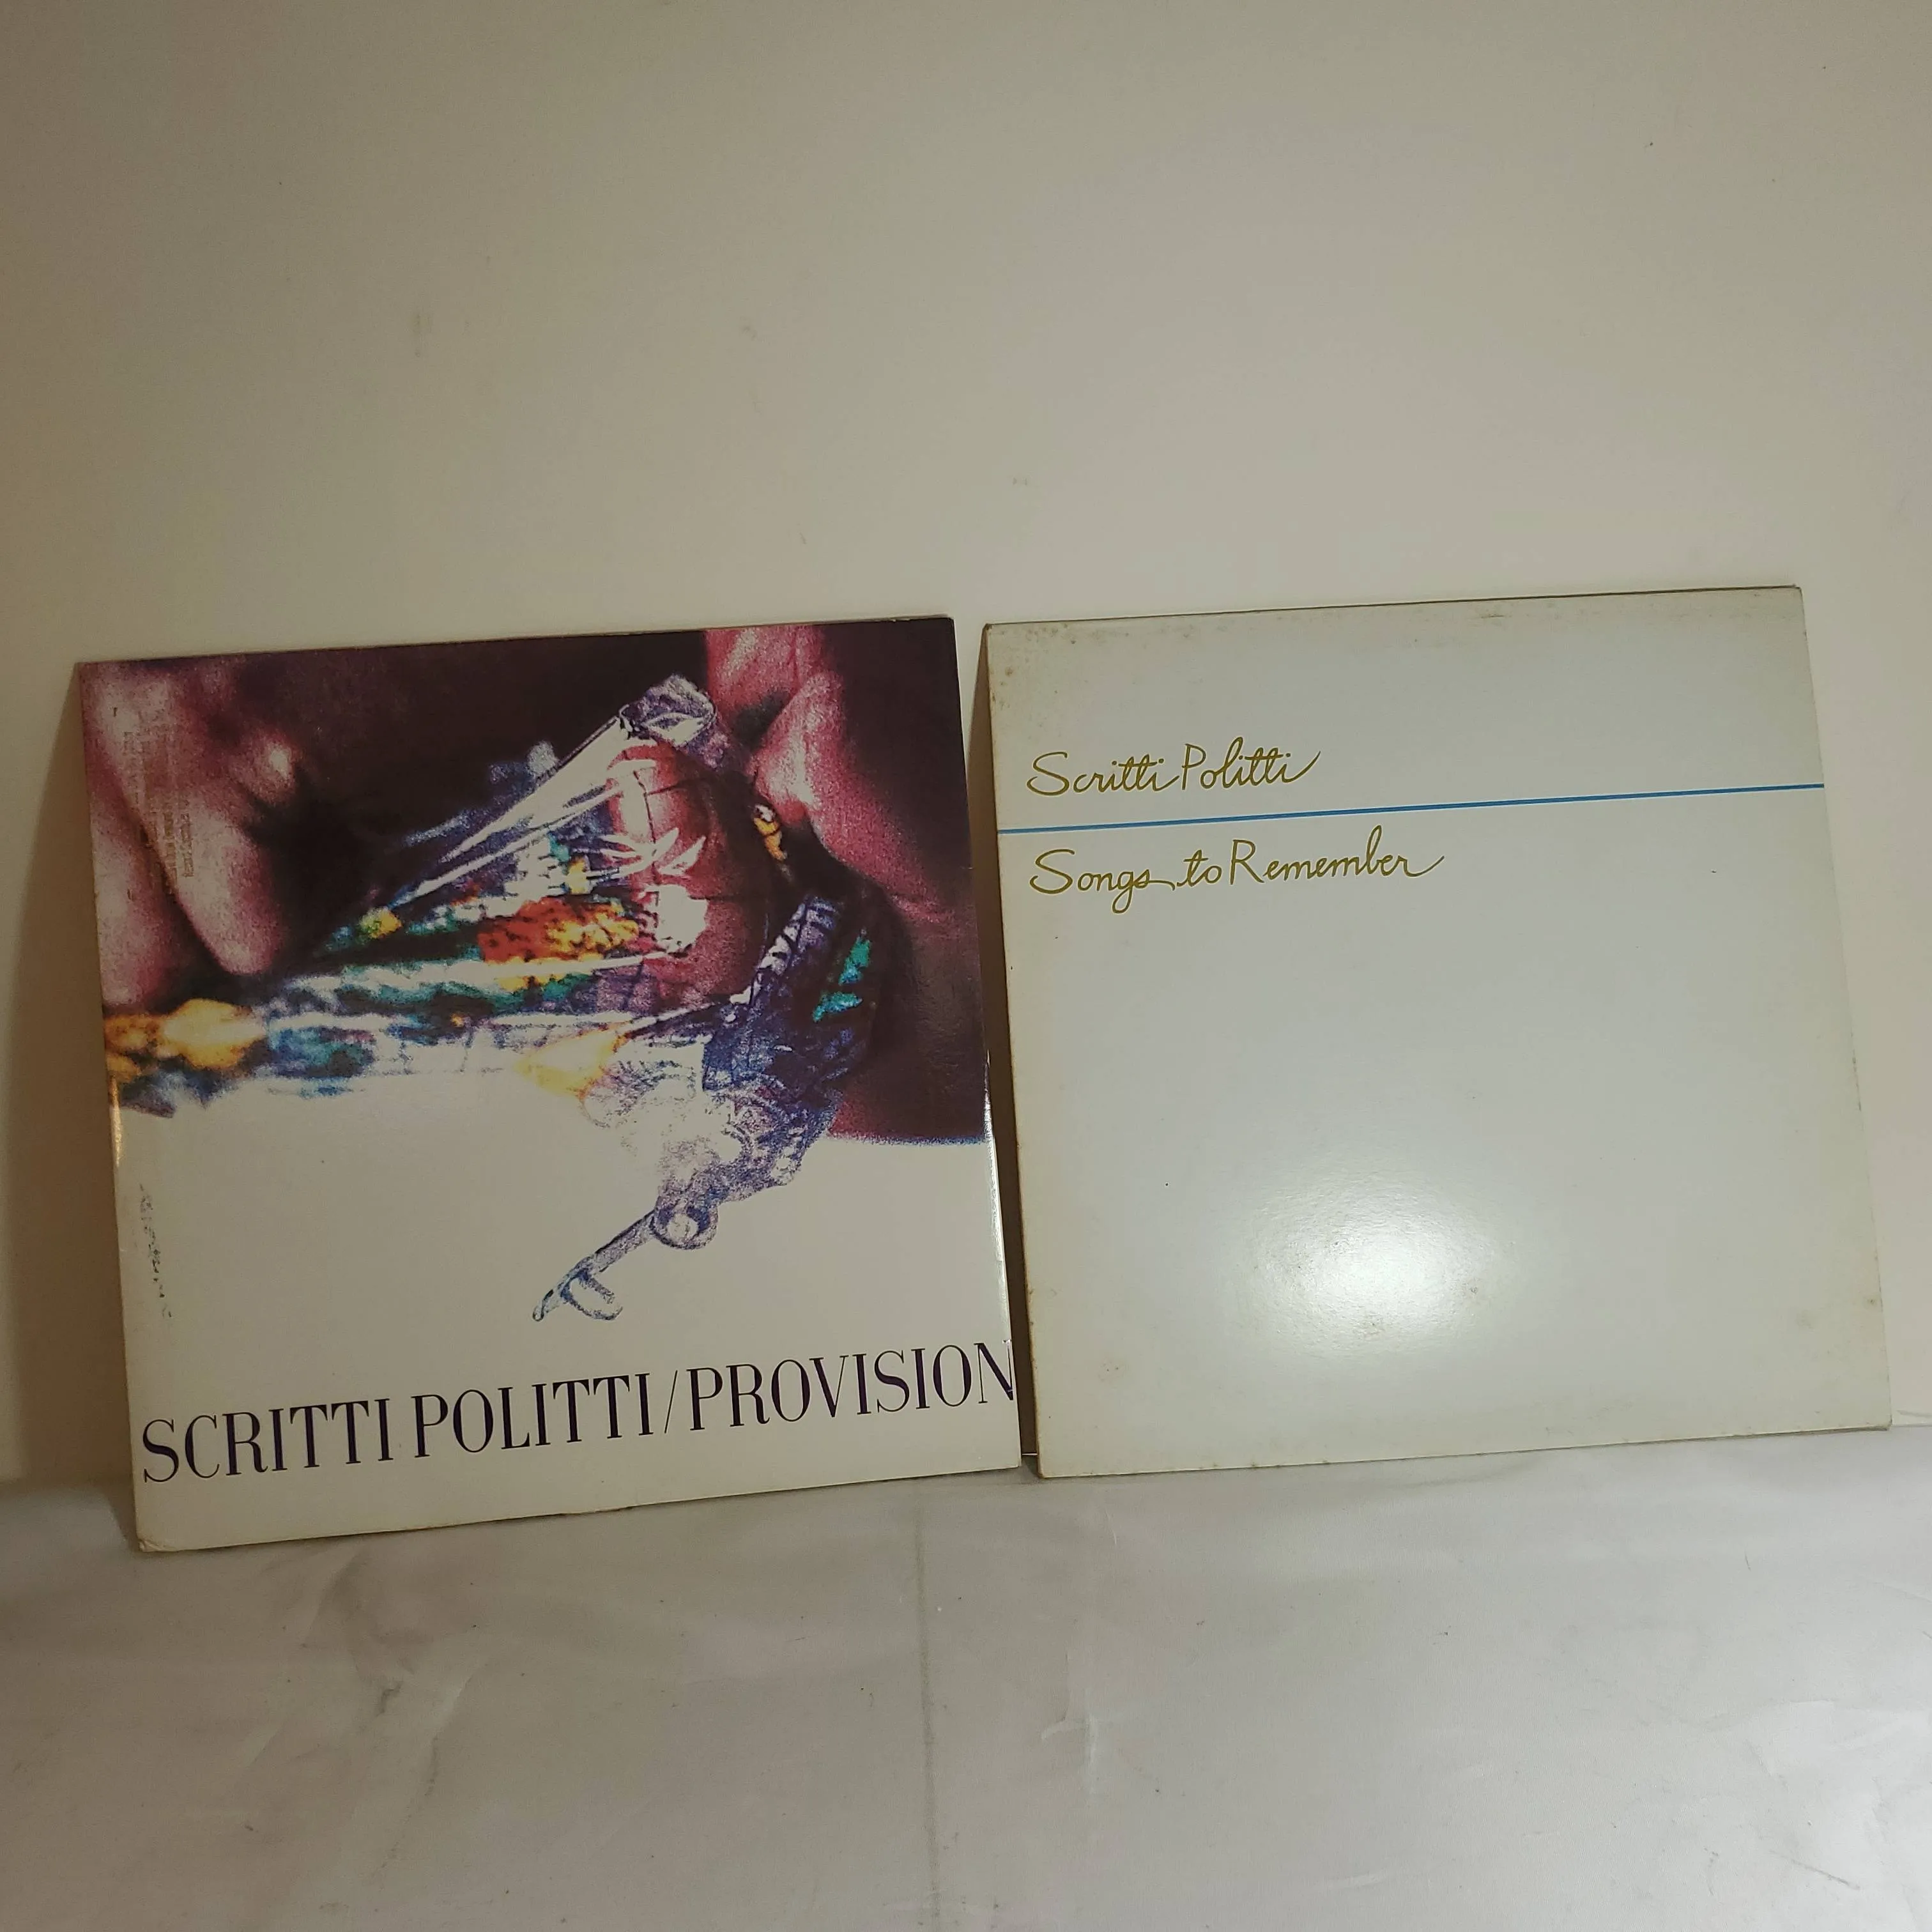 SCRITTI POLITTI/PROVISION
Scritti Politti
Songs to Remember